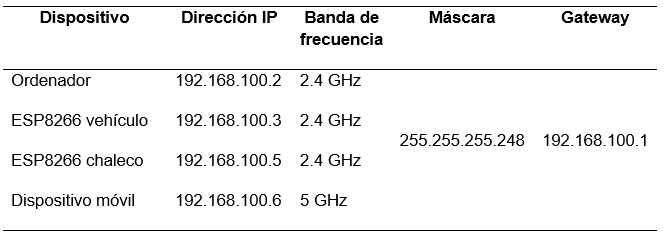 Dispositivo Dirección IP Banda de frecuencia Máscara Gateway
Ordenador 192.168.100.2 2.4 GHz
ESP8266 vehículo 192.168.100.3 2.4 GHz
255.255.255.248 192.168.100.1
ESP8266 chaleco 192.168.100.5 2.4 GHz
Dispositivo móvil 192.168.100.6 5 GHz